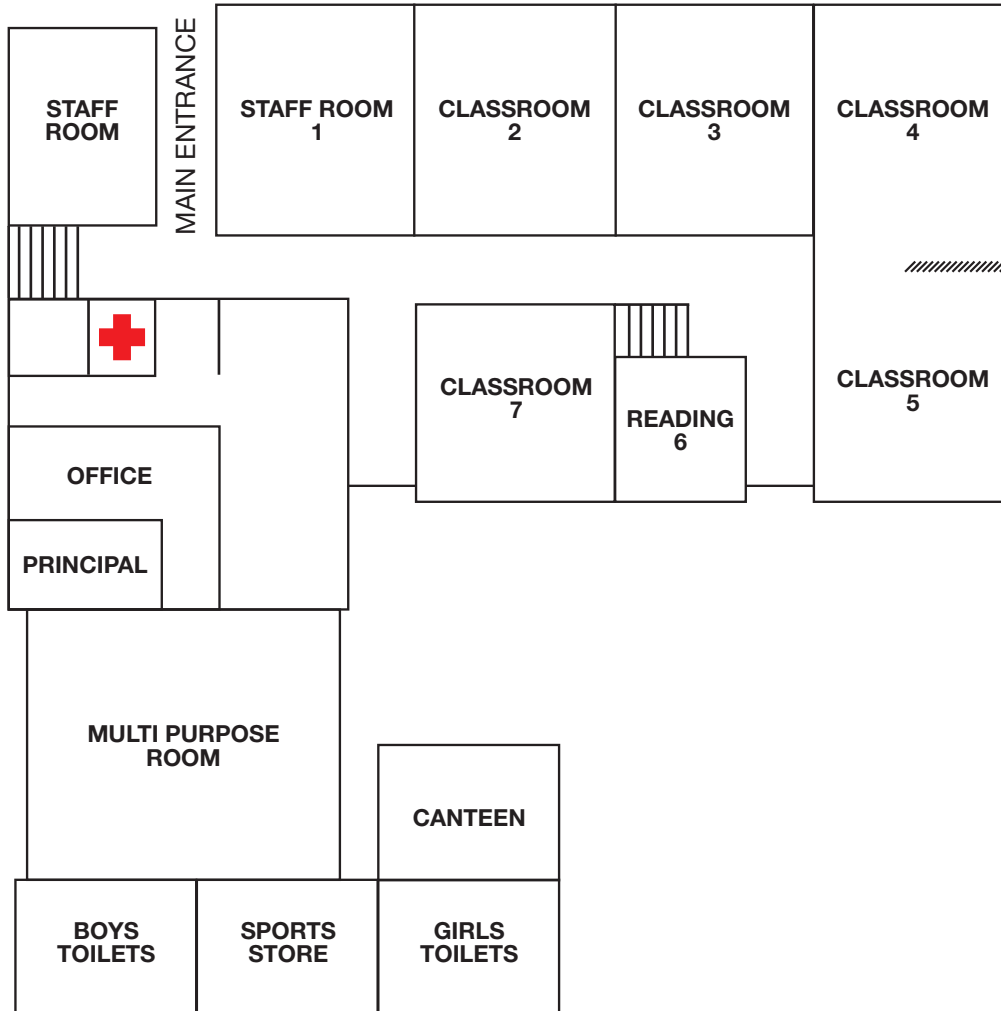 STAFF
ROOM
MAIN ENTRANCE
STAFF ROOM
1
CLASSROOM
2
CLASSROOM
3
CLASSROOM
4
CLASSROOM
7
READING
6
CLASSROOM
5
OFFICE
PRINCIPAL
MULTI PURPOSE
ROOM
CANTEEN
BOYS
TOILETS
SPORTS
STORE
GIRLS
TOILETS